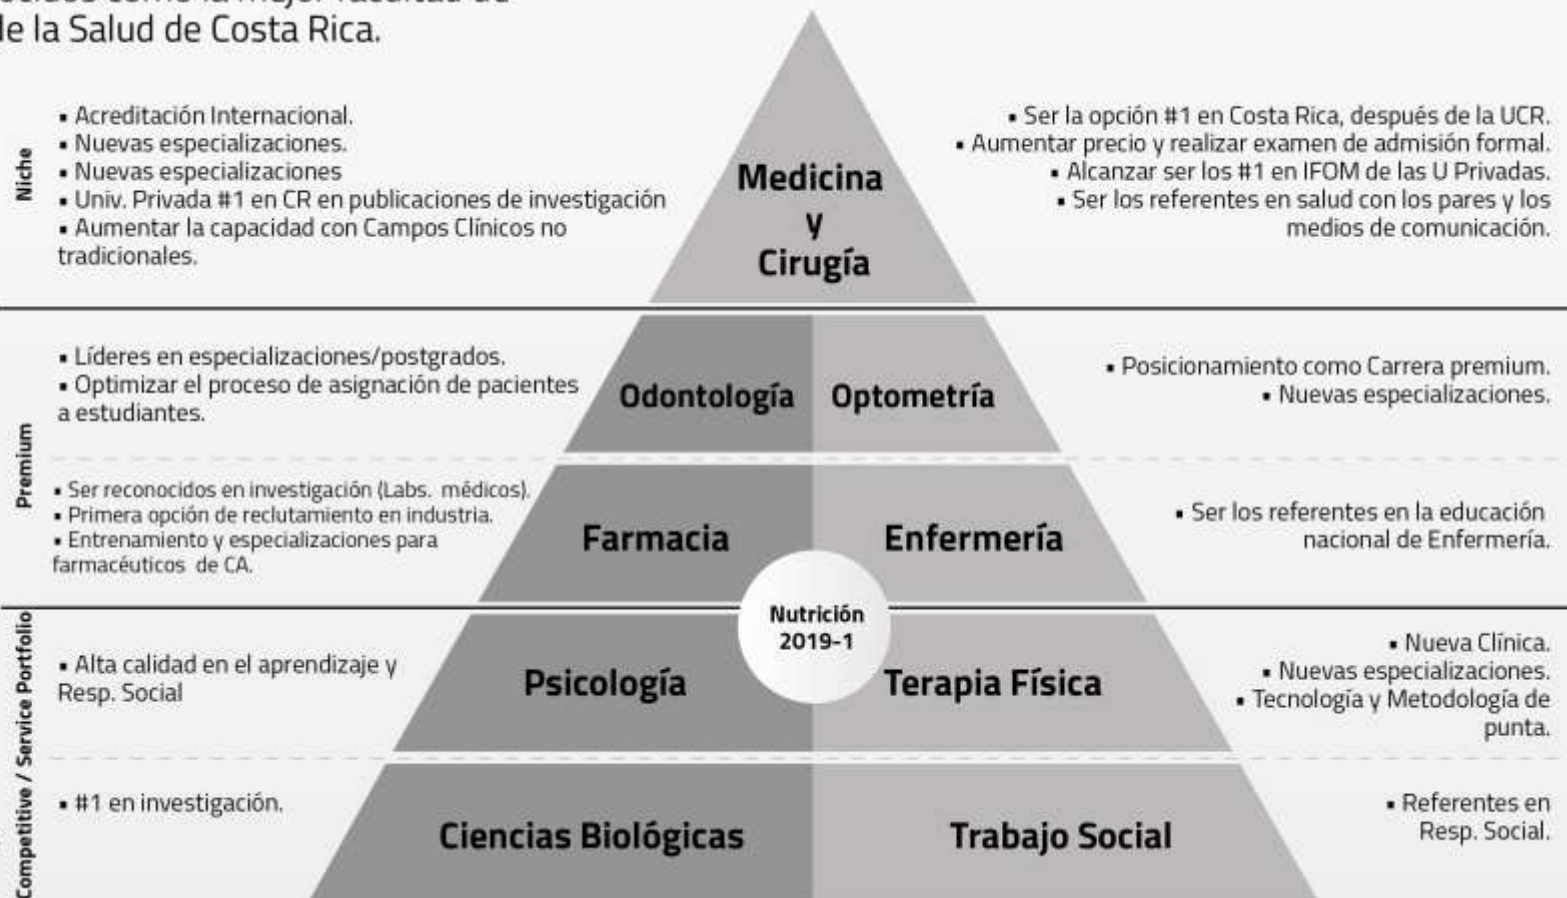 de la Salud de Costa Rica.
Niche
▪ Acreditación Internacional.
▪ Nuevas especializaciones.
▪ Nuevas especializaciones
▪ Univ. Privada #1 en CR en publicaciones de investigación
▪ Aumentar la capacidad con Campos Clínicos no
tradicionales.
Medicina
y
Cirugía
▪ Ser la opción #1 en Costa Rica, después de la UCR.
▪ Aumentar precio y realizar examen de admisión formal.
▪ Alcanzar ser los #1 en IFOM de las U Privadas.
▪ Ser los referentes en salud con los pares y los
medios de comunicación.
Premium
▪ Líderes en especializaciones/postgrados.
▪ Optimizar el proceso de asignación de pacientes
a estudiantes.
Odontología
Optometría
▪ Posicionamiento como Carrera premium.
▪ Nuevas especializaciones.
▪ Ser reconocidos en investigación (Labs. médicos).
▪ Primera opción de reclutamiento en industria.
▪ Entrenamiento y especializaciones para
farmacéuticos de CA.
Farmacia
Enfermería
▪ Ser los referentes en la educación
nacional de Enfermería.
Nutrición
2019-1
Competitive / Service Portfolio
▪ Alta calidad en el aprendizaje y
Resp. Social
Psicología
Terapia Física
▪ Nueva Clínica.
▪ Nuevas especializaciones.
▪ Tecnología y Metodología de
punta.
▪ #1 en investigación.
Ciencias Biológicas
Trabajo Social
▪ Referentes en
Resp. Social.